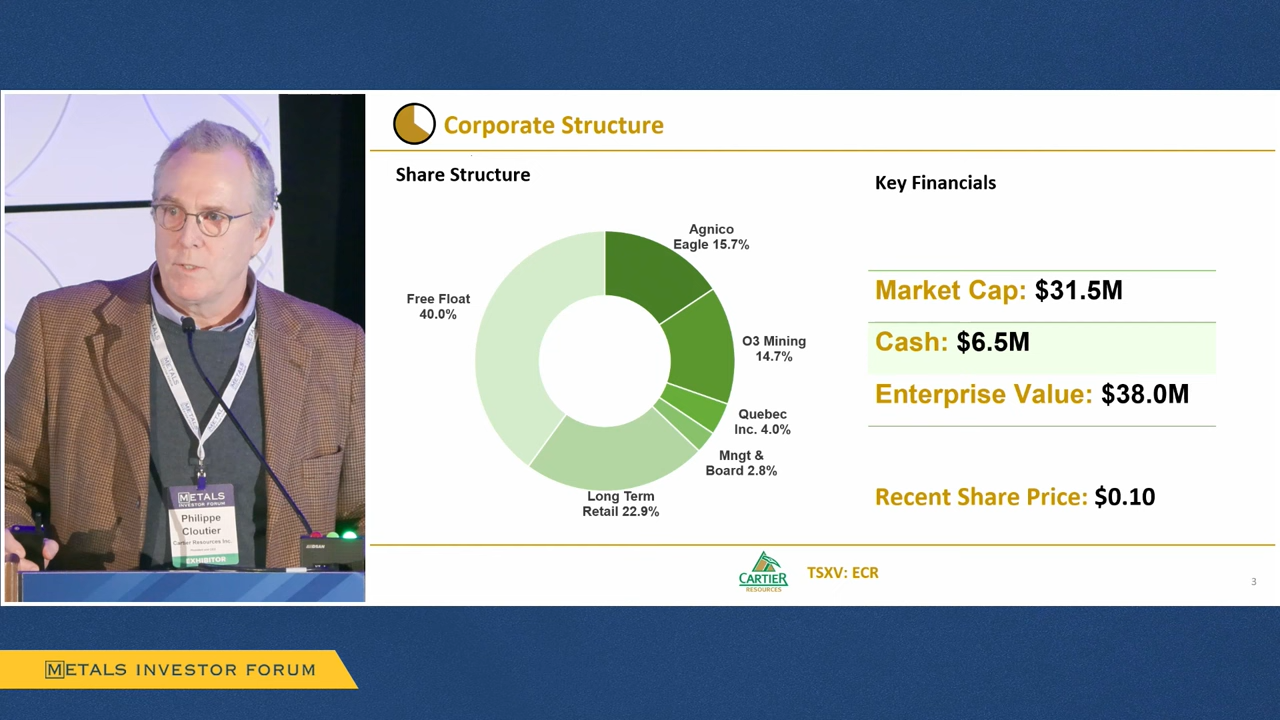 Corporate Structure
Share Structure
Key Financials
Agnico
Eagle 15.7%
Free Float
40.0%
O3 Mining
14.7%
Quebec
Inc. 4.0%
Mngt &
Board 2.8%
Long Term
Retail 22.9%
Market Cap: $31.5M
Cash: $6.5M
Enterprise Value: $38.0M
Recent Share Price: $0.10
CARTIER
RESOURCES
TSXV: ECR
3
METALS
METALS
INVESTOR FORUM
Philippe
Cloutier
Cartier Resources Inc.
EXHIBITOR
METALS INVESTOR FORUM